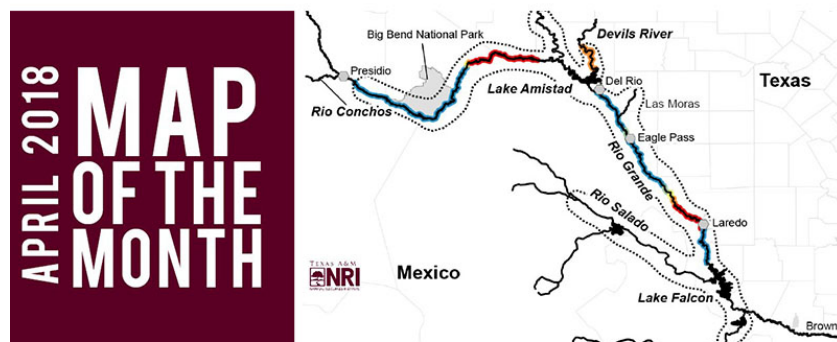 APRIL 2018
MAP
OF THE
MONTH
Big Bend National Park
Devils River
Presidio
Del Rio
Texas
Lake Amistad
Rio Conchos
Las Moras
Eagle Pass
Rio Grande
Rio Salado
Laredo
TEXAS A&M
NRI
Mexico
Lake Falcon
Brown